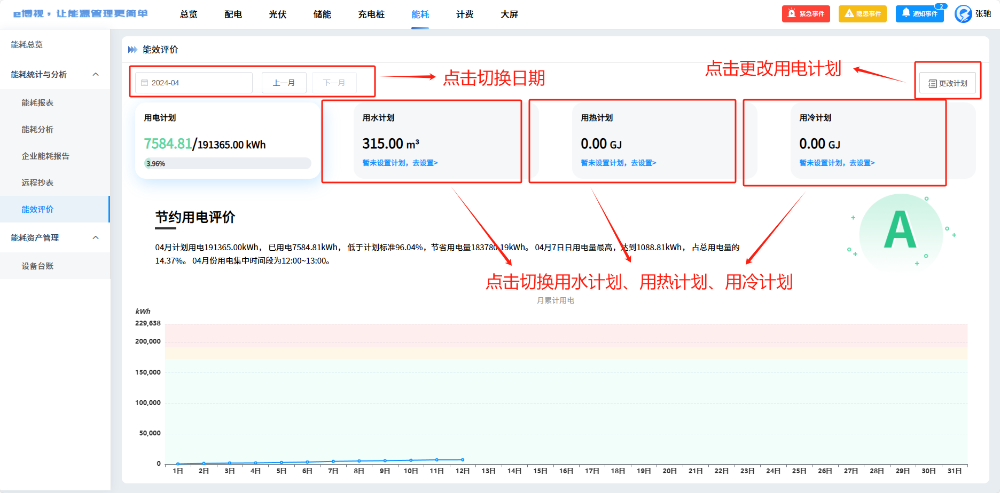 e博视，让能源管理更简单
总览
配电
光伏
储能
充电桩
能耗
计费
大屏
紧急事件
隐患事件
通知事件
2
张驰
能耗总览
能耗统计与分析
能耗报表
能耗分析
企业能耗报告
远程抄表
能效评价
能耗资产管理
设备台账
能效评价
2024-04
上一月
下一月
点击切换日期
点击更改用电计划
更改计划
用电计划
7584.81/191365.00 kWh
3.96%
用水计划
315.00 m³
暂未设置计划，去设置>
用热计划
0.00 GJ
暂未设置计划，去设置>
用冷计划
0.00 GJ
暂未设置计划，去设置>
节约用电评价
A
04月计划用电191365.00kWh， 已用电7584.81kWh， 低于计划标准96.04%，节省用电量183780.19kWh。 04月7日日用电量最高，达到1088.81kWh， 占总用电量的
14.37%。 04月份用电集中时间段为12:00~13:00。
点击切换用水计划、用热计划、用冷计划
月累计用电
kWh
229,638
200,000
150,000
100,000
50,000
0
1日 2日 3日 4日 5日 6日 7日 8日 9日 10日 11日 12日 13日 14日 15日 16日 17日 18日 19日 20日 21日 22日 23日 24日 25日 26日 27日 28日 29日 30日 31日